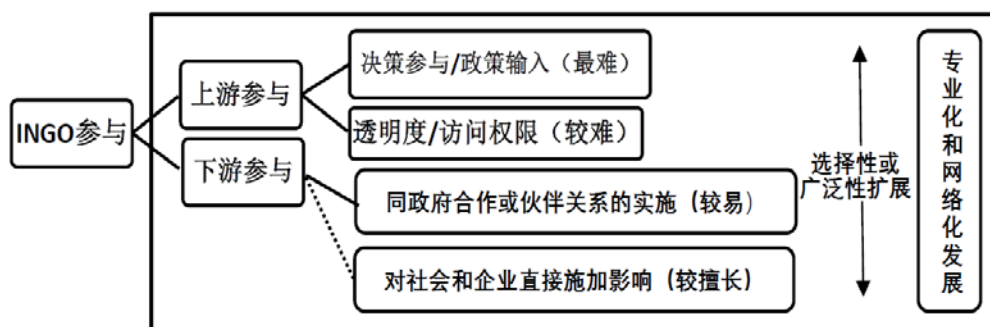 INGO参与
上游参与
下游参与
决策参与/政策输入（最难）
透明度/访问权限（较难）
同政府合作或伙伴关系的实施（较易）
对社会和企业直接施加影响（较擅长）
选择性或
广泛性扩展
专业化和网络化发展